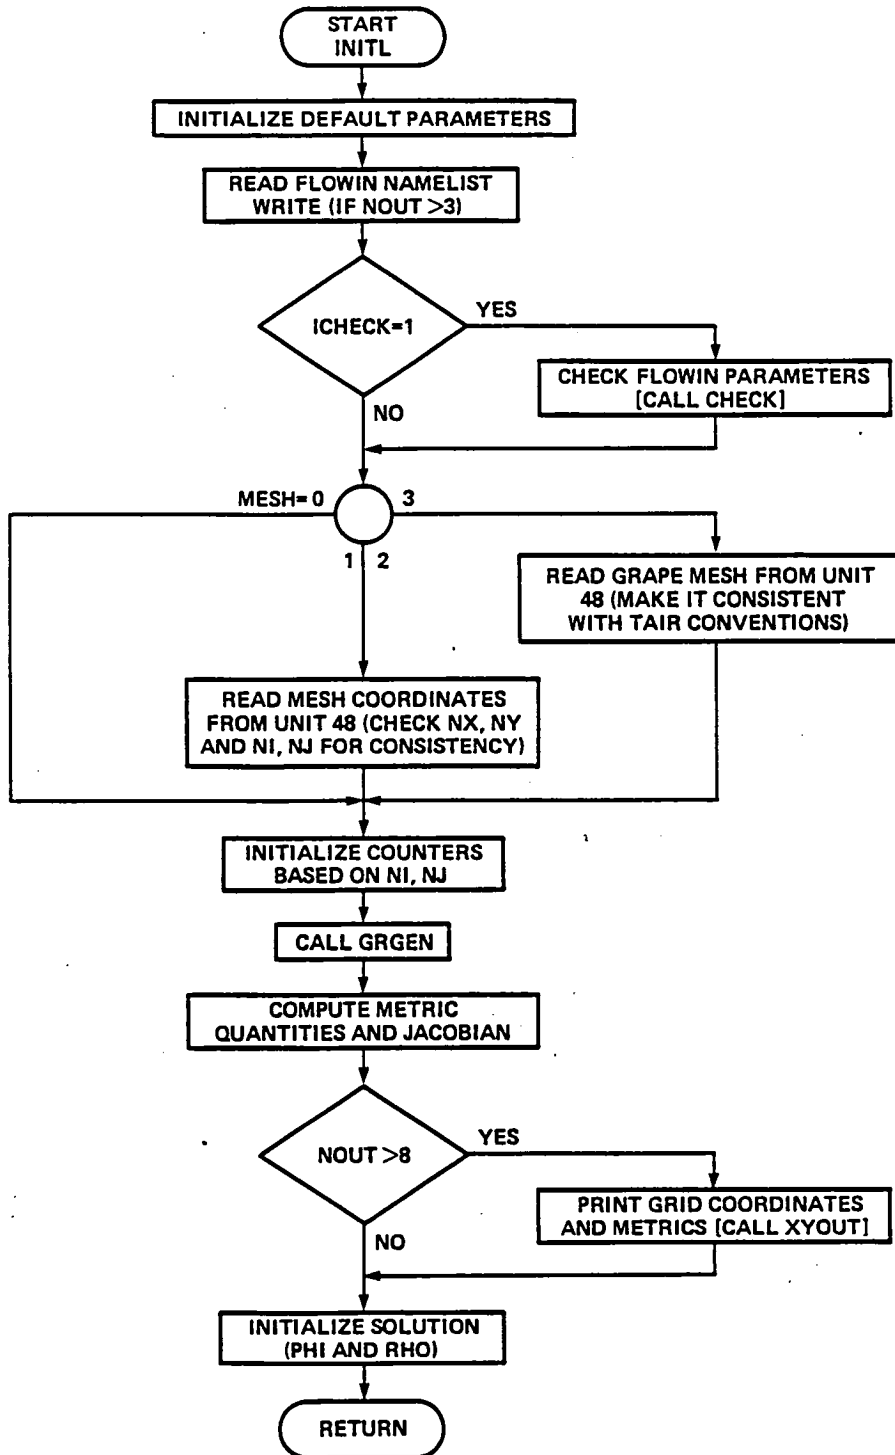 START
INITL
INITIALIZE DEFAULT PARAMETERS
READ FLOWIN NAMELIST
WRITE (IF NOUT >3)
ICHECK=1
YES
CHECK FLOWIN PARAMETERS
[CALL CHECK]
NO
MESH= 0
3
1
2
READ GRAPE MESH FROM UNIT
48 (MAKE IT CONSISTENT
WITH TAIR CONVENTIONS)
READ MESH COORDINATES
FROM UNIT 48 (CHECK NX, NY
AND NI, NJ FOR CONSISTENCY)
INITIALIZE COUNTERS
BASED ON NI, NJ
CALL GRGEN
COMPUTE METRIC
QUANTITIES AND JACOBIAN
NOUT >8
YES
PRINT GRID COORDINATES
AND METRICS [CALL XYOUT]
NO
INITIALIZE SOLUTION
(PHI AND RHO)
RETURN